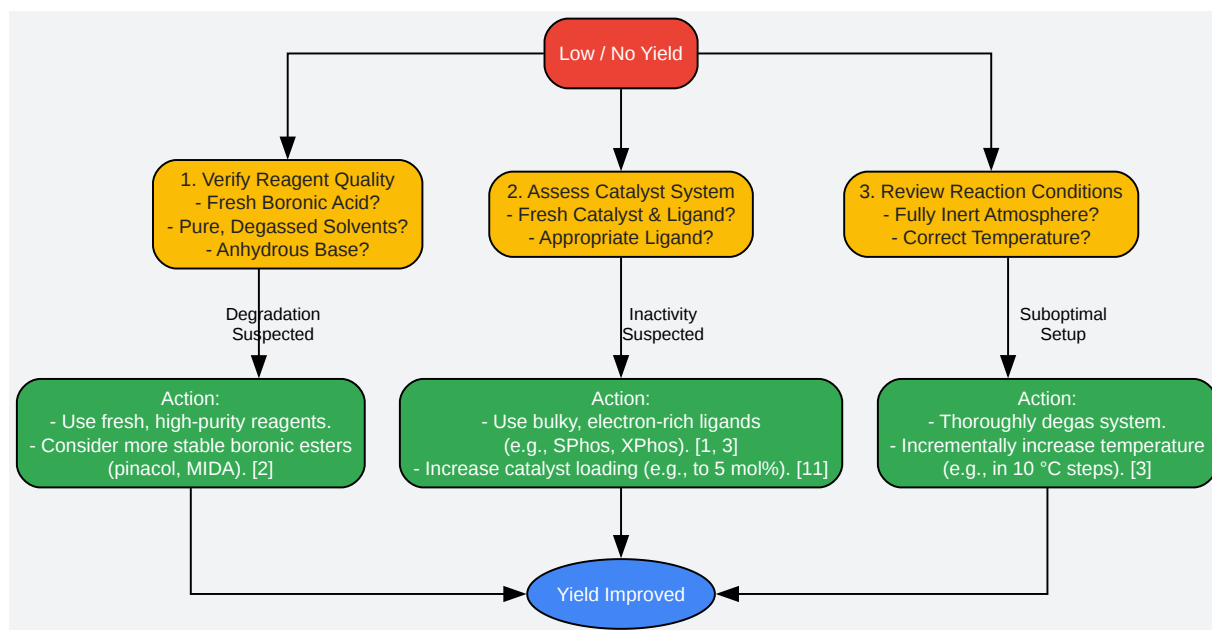 Low / No Yield
1. Verify Reagent Quality
- Fresh Boronic Acid?
- Pure, Degassed Solvents?
- Anhydrous Base?
2. Assess Catalyst System
- Fresh Catalyst & Ligand?
- Appropriate Ligand?
3. Review Reaction Conditions
- Fully Inert Atmosphere?
- Correct Temperature?
Degradation
Suspected
Inactivity
Suspected
Suboptimal
Setup
Action:
- Use fresh, high-purity reagents.
- Consider more stable boronic esters
(pinacol, MIDA). [2]
Action:
- Use bulky, electron-rich ligands
(e.g., SPhos, XPhos). [1, 3]
- Increase catalyst loading (e.g., to 5 mol%). [11]
Action:
- Thoroughly degas system.
- Incrementally increase temperature
(e.g., in 10 °C steps). [3]
Yield Improved